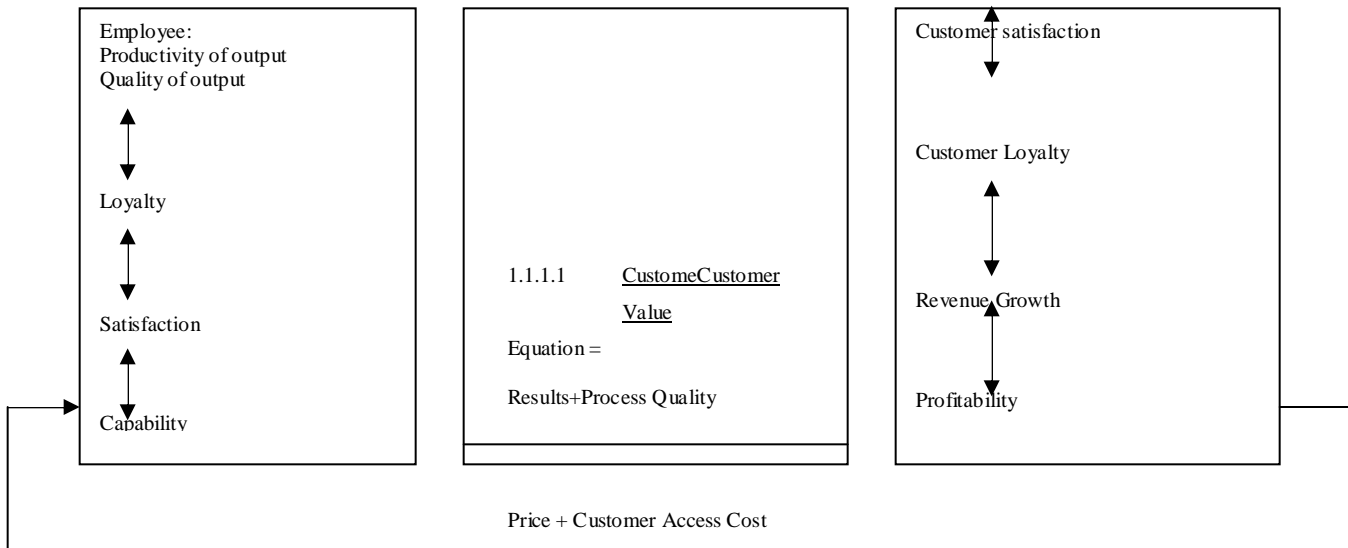 Employee:
Productivity of output
Quality of output
Loyalty
Satisfaction
Capability
1.1.1.1 CustomeCustomer
Value
Equation =
Results+Process Quality
Price + Customer Access Cost
Customer satisfaction
Customer Loyalty
Revenue Growth
Profitability